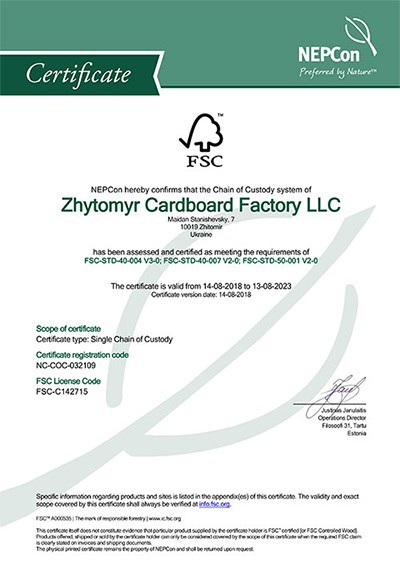 NEPCon
Preferred by Nature™
Certificate
™
FSC
NEPCon hereby confirms that the Chain of Custody system of
Zhytomyr Cardboard Factory LLC
Maidan Stanishevsky, 7
10019 Zhitomir
Ukraine
has been assessed and certified as meeting the requirements of
FSC-STD-40-004 V3-0; FSC-STD-40-007 V2-0; FSC-STD-50-001 V2-0
The certificate is valid from 14-08-2018 to 13-08-2023
Certificate version date: 14-08-2018
Scope of certificate
Certificate type: Single Chain of Custody
Certificate registration code
NC-COC-032109
FSC License Code
FSC-C142715
Justinas Janulaitis
Operations Director
Filosoofi 31, Tartu
Estonia
Specific information regarding products and sites is listed in the appendix(es) of this certificate. The validity and exact
scope covered by this certificate shall always be verified at info.fsc.org.
FSC™ A000535 | The mark of responsible forestry | www.ic.fsc.org
This certificate itself does not constitute evidence that particular product supplied by the certificate holder is FSC™ certified [or FSC Controlled Wood].
Products offered, shipped or sold by the certificate holder can only be considered covered by the scope of this certificate when the required FSC claim
is clearly stated on invoices and shipping documents.
The physical printed certificate remains the property of NEPCon and shall be returned upon request.